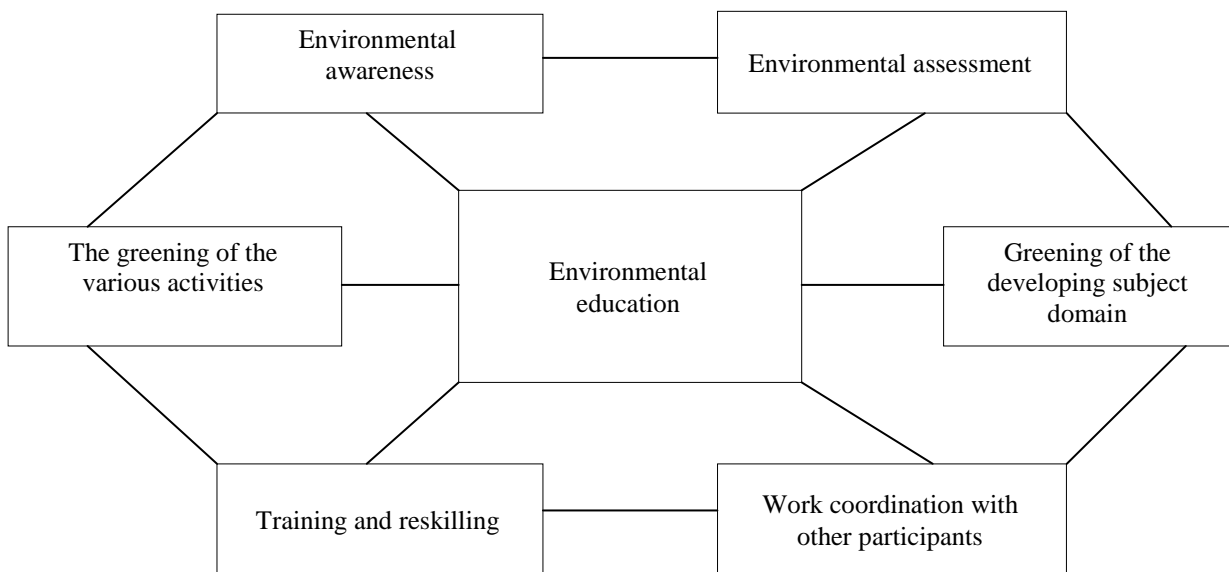 Environmental
awareness
Environmental assessment
The greening of the
various activities
Environmental
education
Greening of the
developing subject
domain
Training and reskilling
Work coordination with
other participants